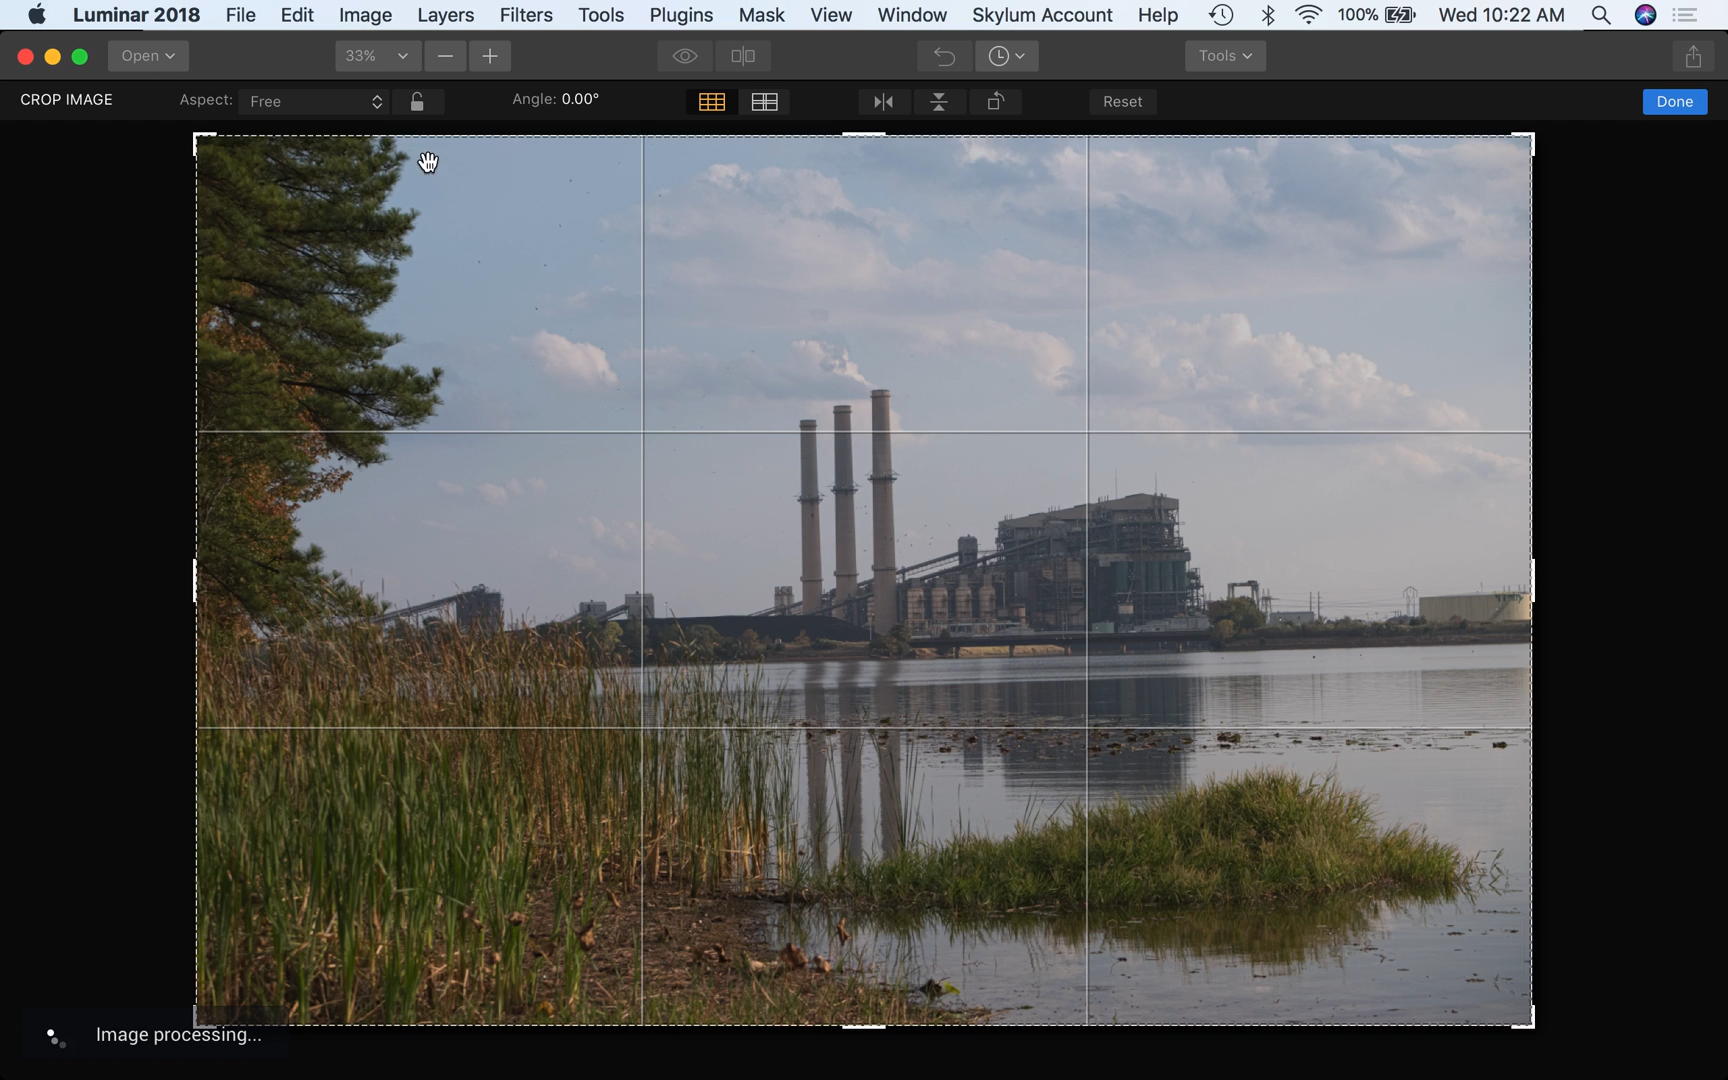 Luminar 2018 File Edit Image Layers Filters Tools Plugins Mask View Window Skylum Account Help 100% Wed 10:22 AM
Open 33% Tools
CROP IMAGE Aspect: Free Angle: 0.00° Reset Done
Image processing...